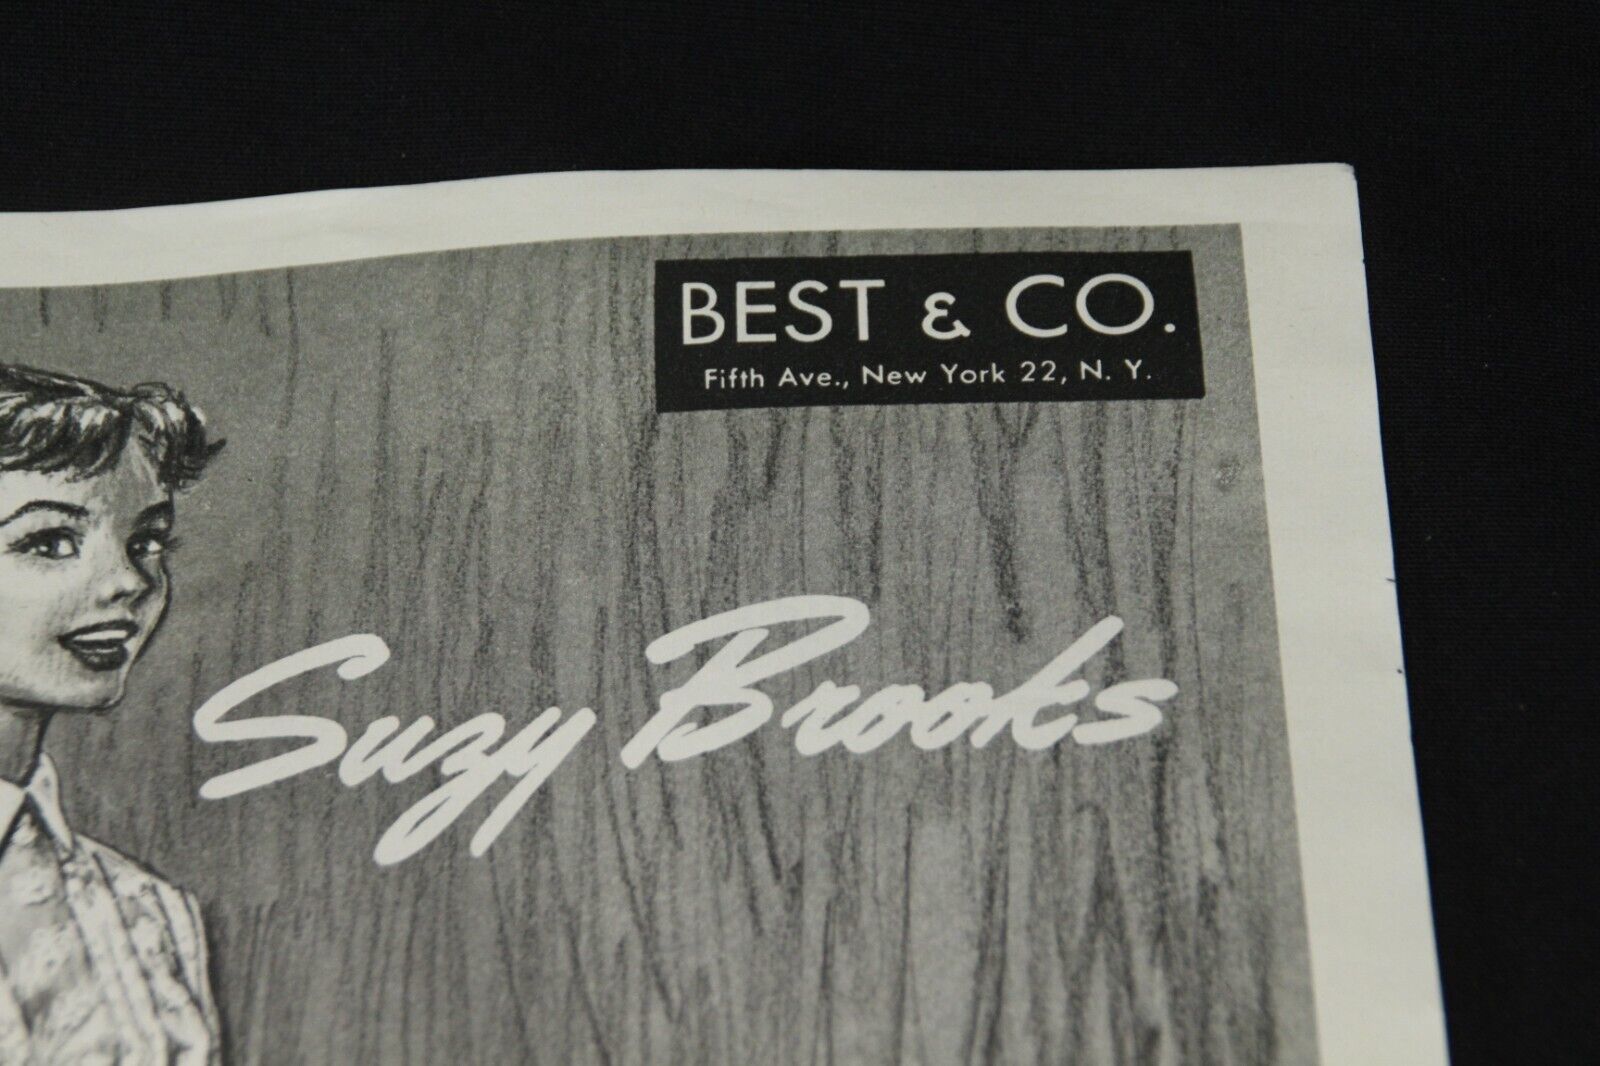 BEST & CO.
Fifth Ave., New York 22, N. Y.
Suzy Brooks